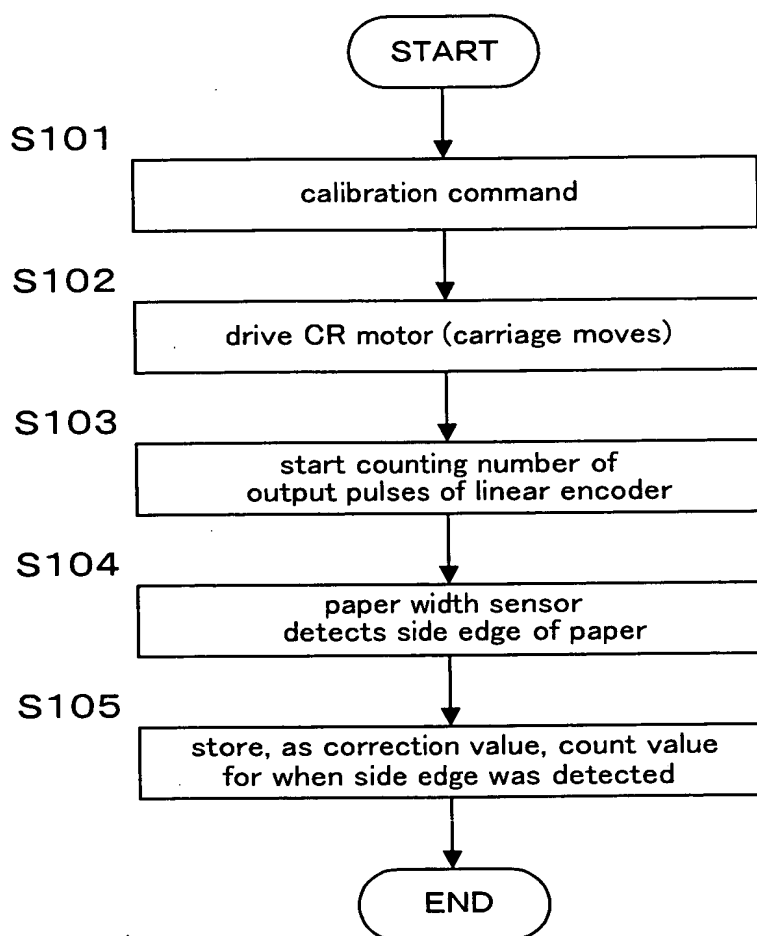 START
S101
calibration command
S102
drive CR motor (carriage moves)
S103
start counting number of
output pulses of linear encoder
S104
paper width sensor
detects side edge of paper
S105
store, as correction value, count value
for when side edge was detected
END